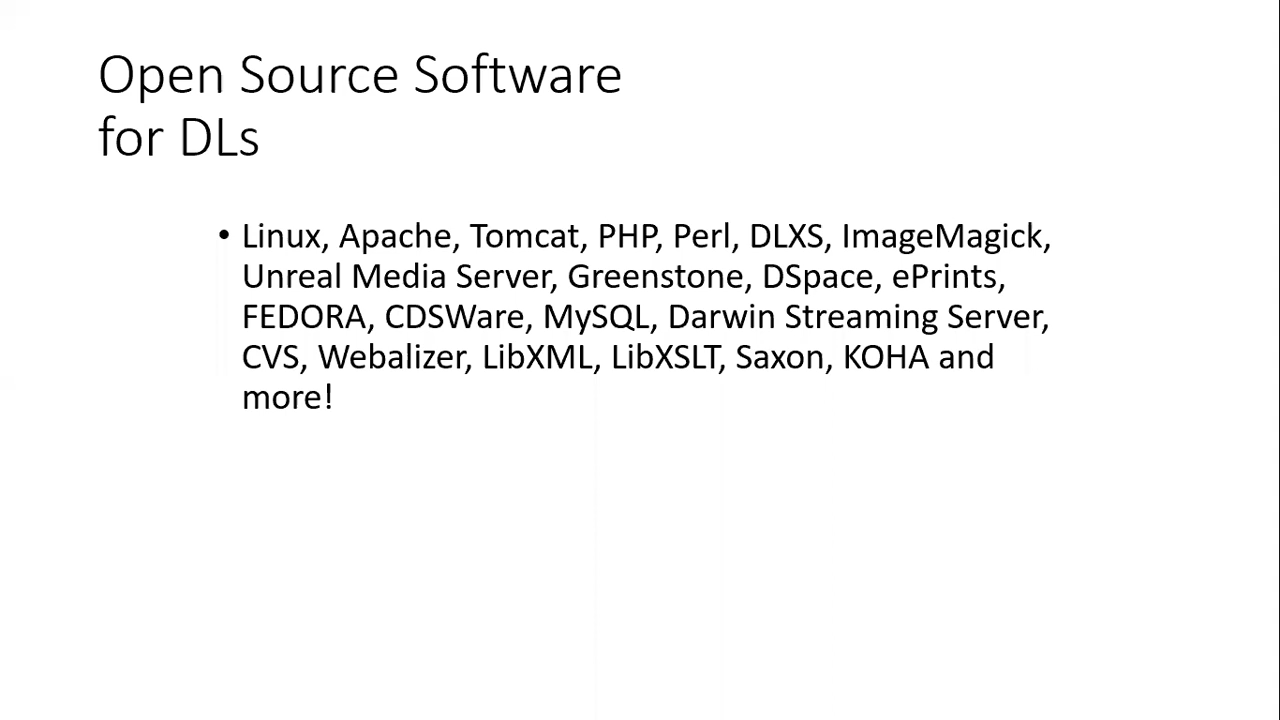 Open Source Software
for DLs
• Linux, Apache, Tomcat, PHP, Perl, DLXS, ImageMagick,
Unreal Media Server, Greenstone, DSpace, ePrints,
FEDORA, CDSWare, MySQL, Darwin Streaming Server,
CVS, Webalizer, LibXML, LibXSLT, Saxon, KOHA and
more!